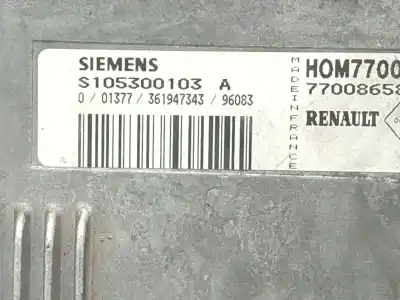 SIEMENS
S105300103 A
0 / 01377 / 361947343 / 96083
MADE IN FRANCE
HOM7700
77008658
RENAULT